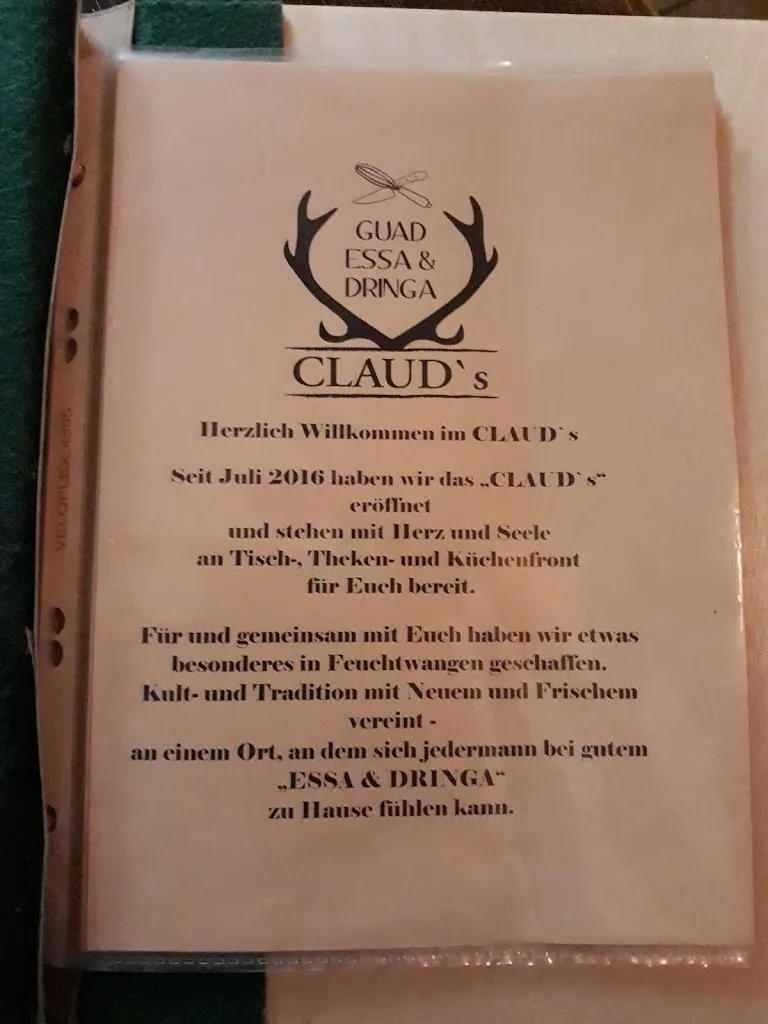 GUAD
ESSA &
DRINGA
CLAUD`s
Herzlich Willkommen im CLAUD`s
Seit Juli 2016 haben wir das „CLAUD`s“
eröffnet
und stehen mit Herz und Seele
an Tisch-, Theken- und Küchenfront
für Euch bereit.
Für und gemeinsam mit Euch haben wir etwas
besonderes in Feuchtwangen geschaffen.
Kult- und Tradition mit Neuem und Frischem
vereint -
an einem Ort, an dem sich jedermann bei gutem
„ESSA & DRINGA“
zu Hause fühlen kann.
VELOFLEX 4355